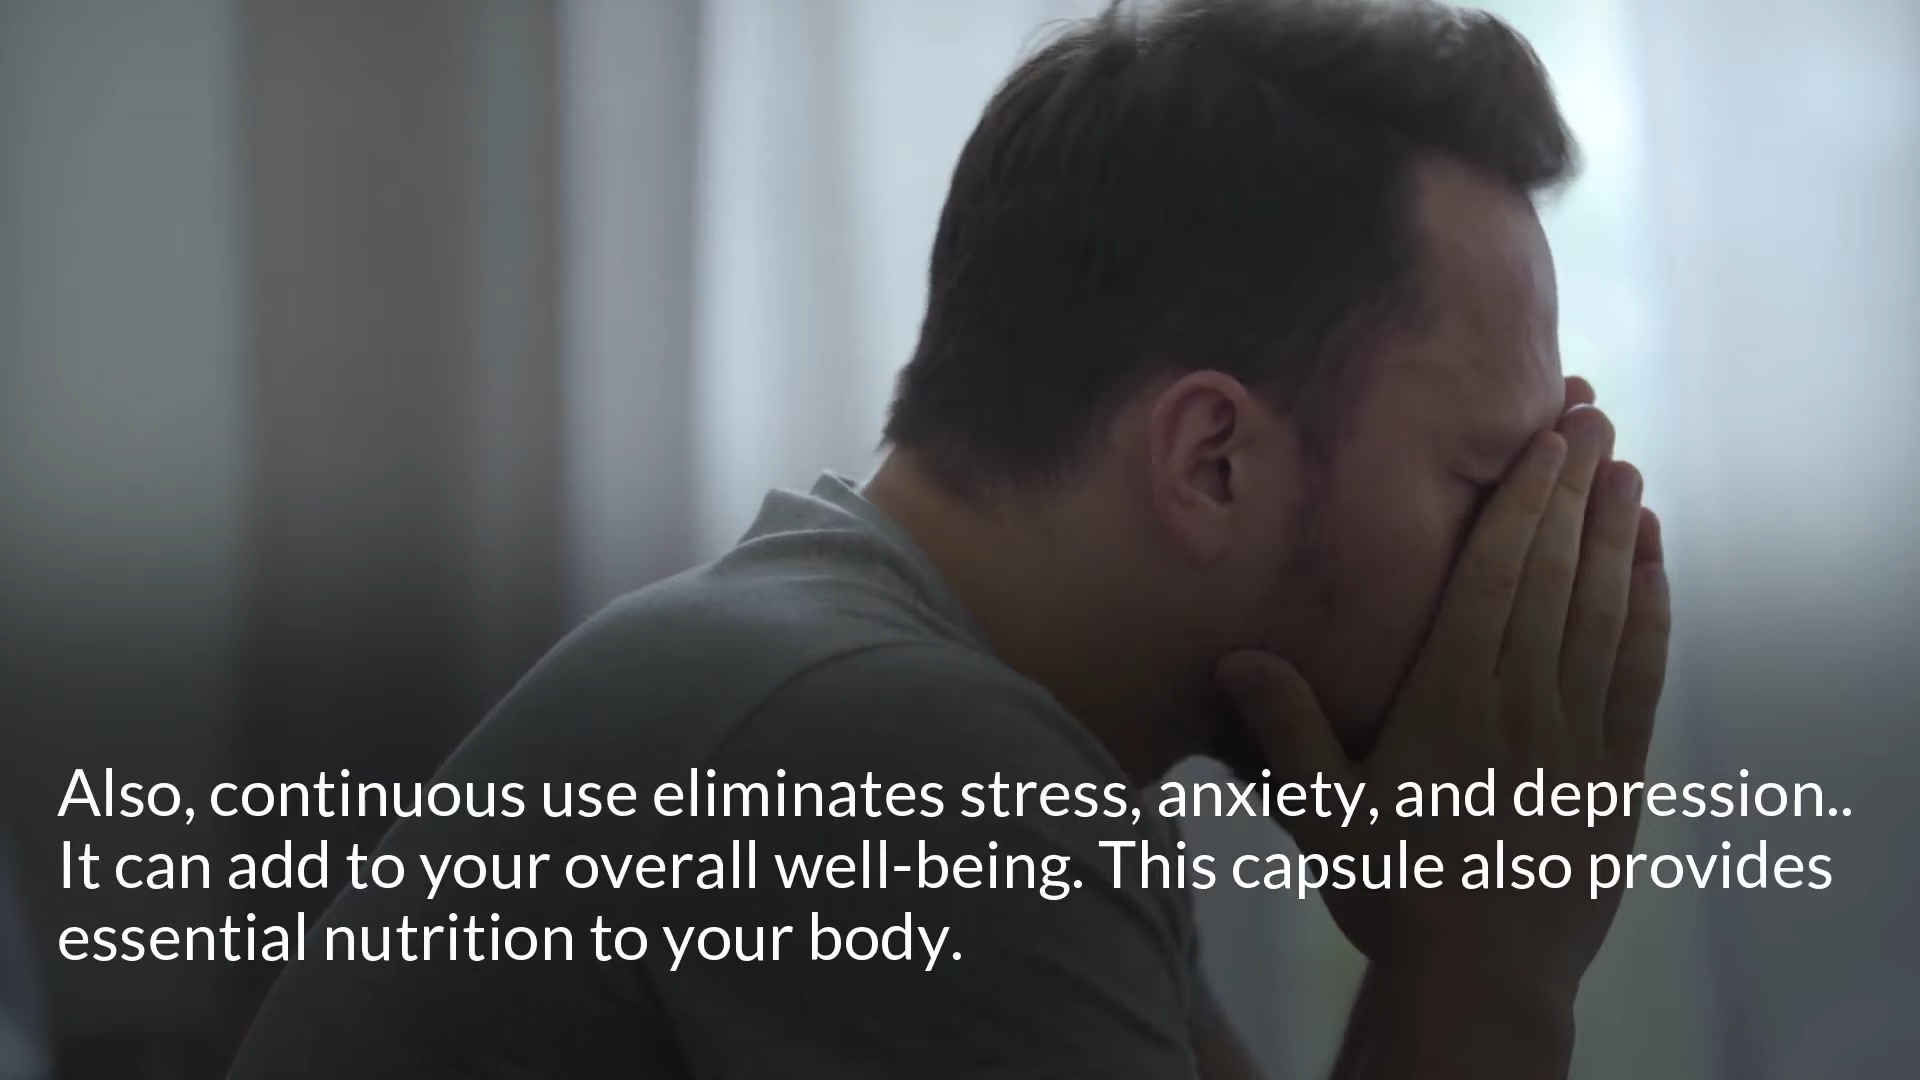 Also, continuous use eliminates stress, anxiety, and depression..
It can add to your overall well-being. This capsule also provides
essential nutrition to your body.